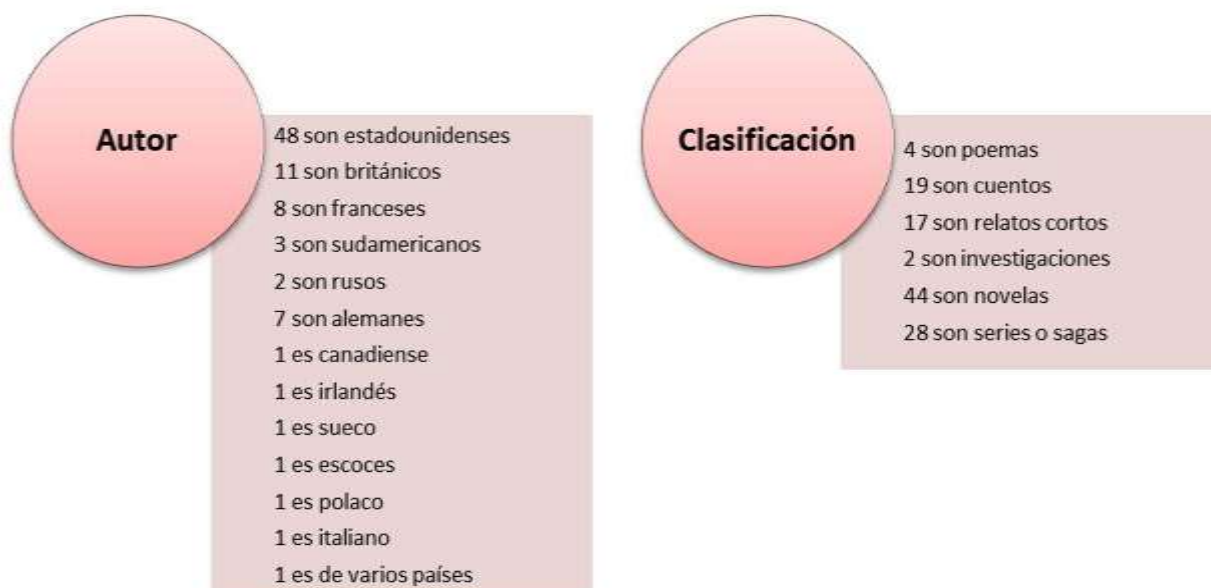 Autor
48 son estadounidenses
11 son británicos
8 son franceses
3 son sudamericanos
2 son rusos
7 son alemanes
1 es canadiense
1 es irlandés
1 es sueco
1 es escoces
1 es polaco
1 es italiano
1 es de varios países
Clasificación
4 son poemas
19 son cuentos
17 son relatos cortos
2 son investigaciones
44 son novelas
28 son series o sagas